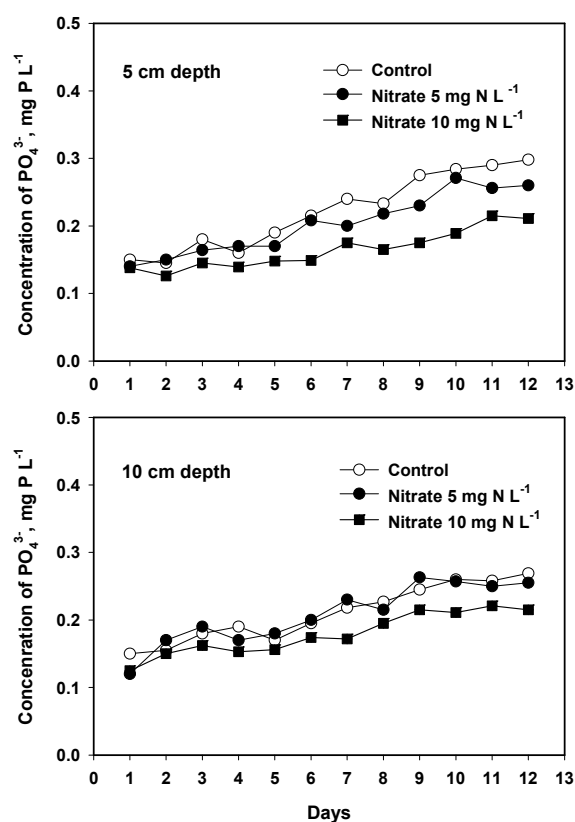 0.5
5 cm depth
Control
Nitrate 5 mg N L⁻¹
Nitrate 10 mg N L⁻¹
0.4
0.3
0.2
0.1
0.0
Concentration of PO₄³⁻, mg P L⁻¹
0 1 2 3 4 5 6 7 8 9 10 11 12 13
0.5
10 cm depth
Control
Nitrate 5 mg N L⁻¹
Nitrate 10 mg N L⁻¹
0.4
0.3
0.2
0.1
0.0
Concenration of PO₄³⁻, mg P L⁻¹
0 1 2 3 4 5 6 7 8 9 10 11 12 13
Days